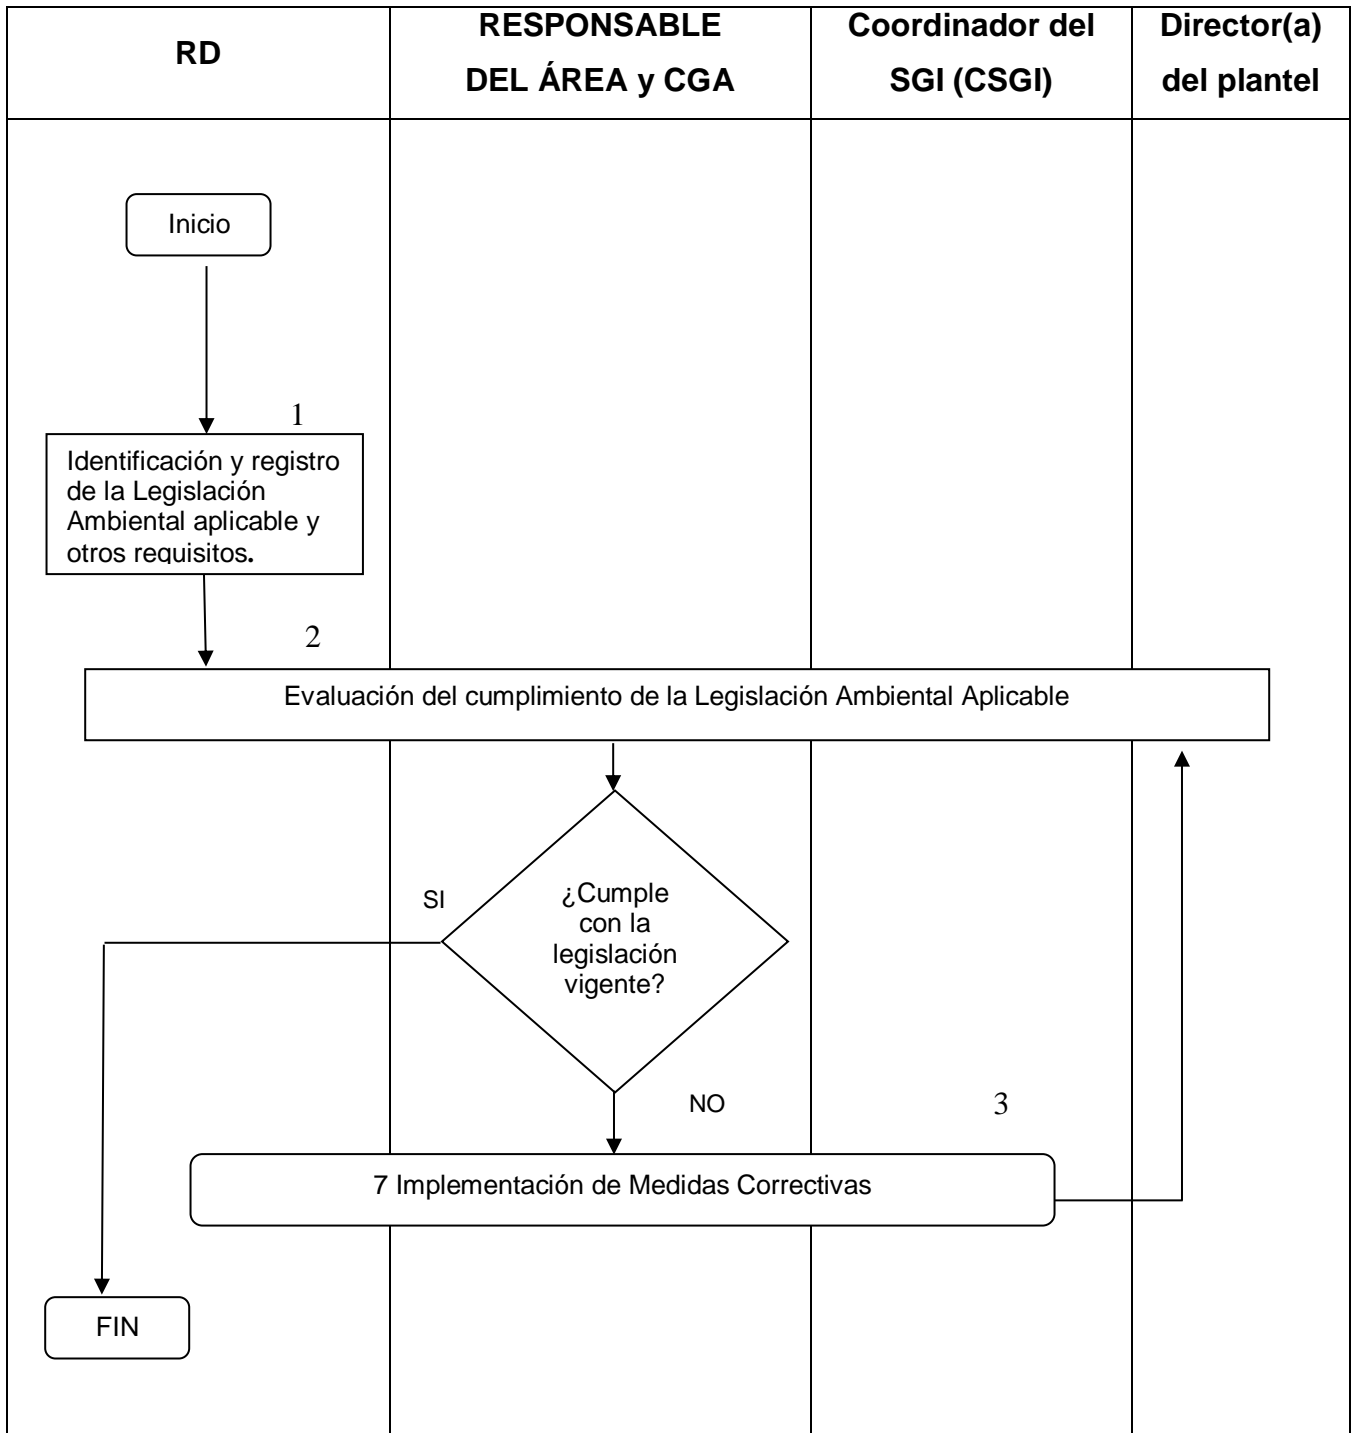 RD
RESPONSABLE
DEL ÁREA y CGA
Coordinador del
SGI (CSGI)
Director(a)
del plantel
Inicio
1
Identificación y registro
de la Legislación
Ambiental aplicable y
otros requisitos.
2
Evaluación del cumplimiento de la Legislación Ambiental Aplicable
SI
¿Cumple
con la
legislación
vigente?
NO
3
7 Implementación de Medidas Correctivas
FIN